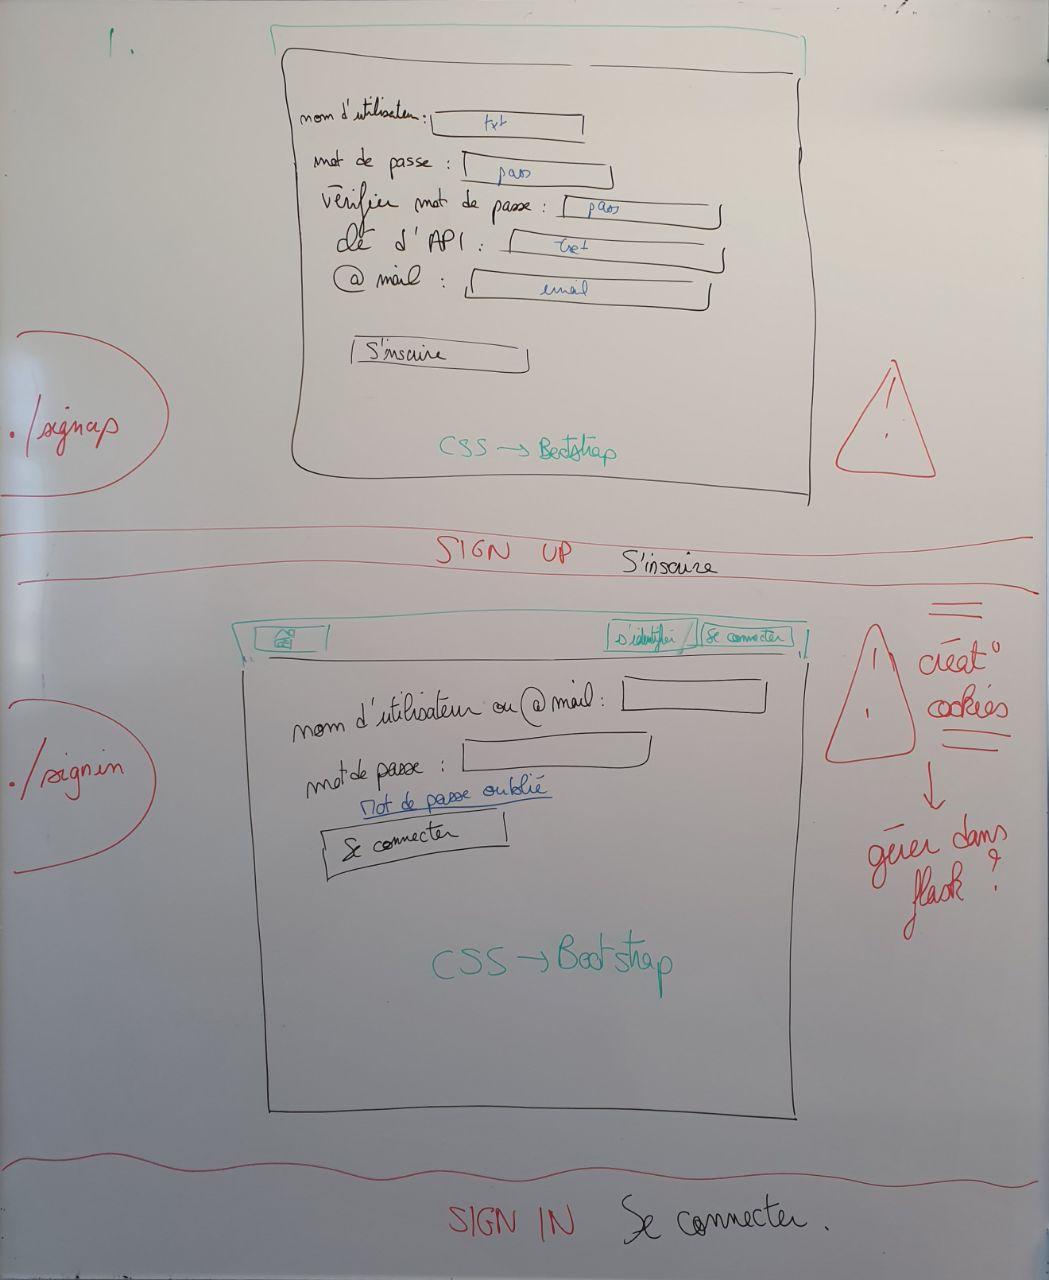 1.
nom d'utilisateur: txt
mot de passe : pass
vérifier mot de passe : pass
clé d'API : text
@ mail : email
S'inscrire
./signup
!
CSS → Bootstrap
SIGN UP S'inscrire
s'identifier / Se connecter
nom d'utilisateur ou @ mail :
mot de passe :
Mot de passe oublié
Se connecter
./signin
!
créat°
cookies
↓
gérer dans
flask ?
CSS → Bootstrap
SIGN IN Se connecter.